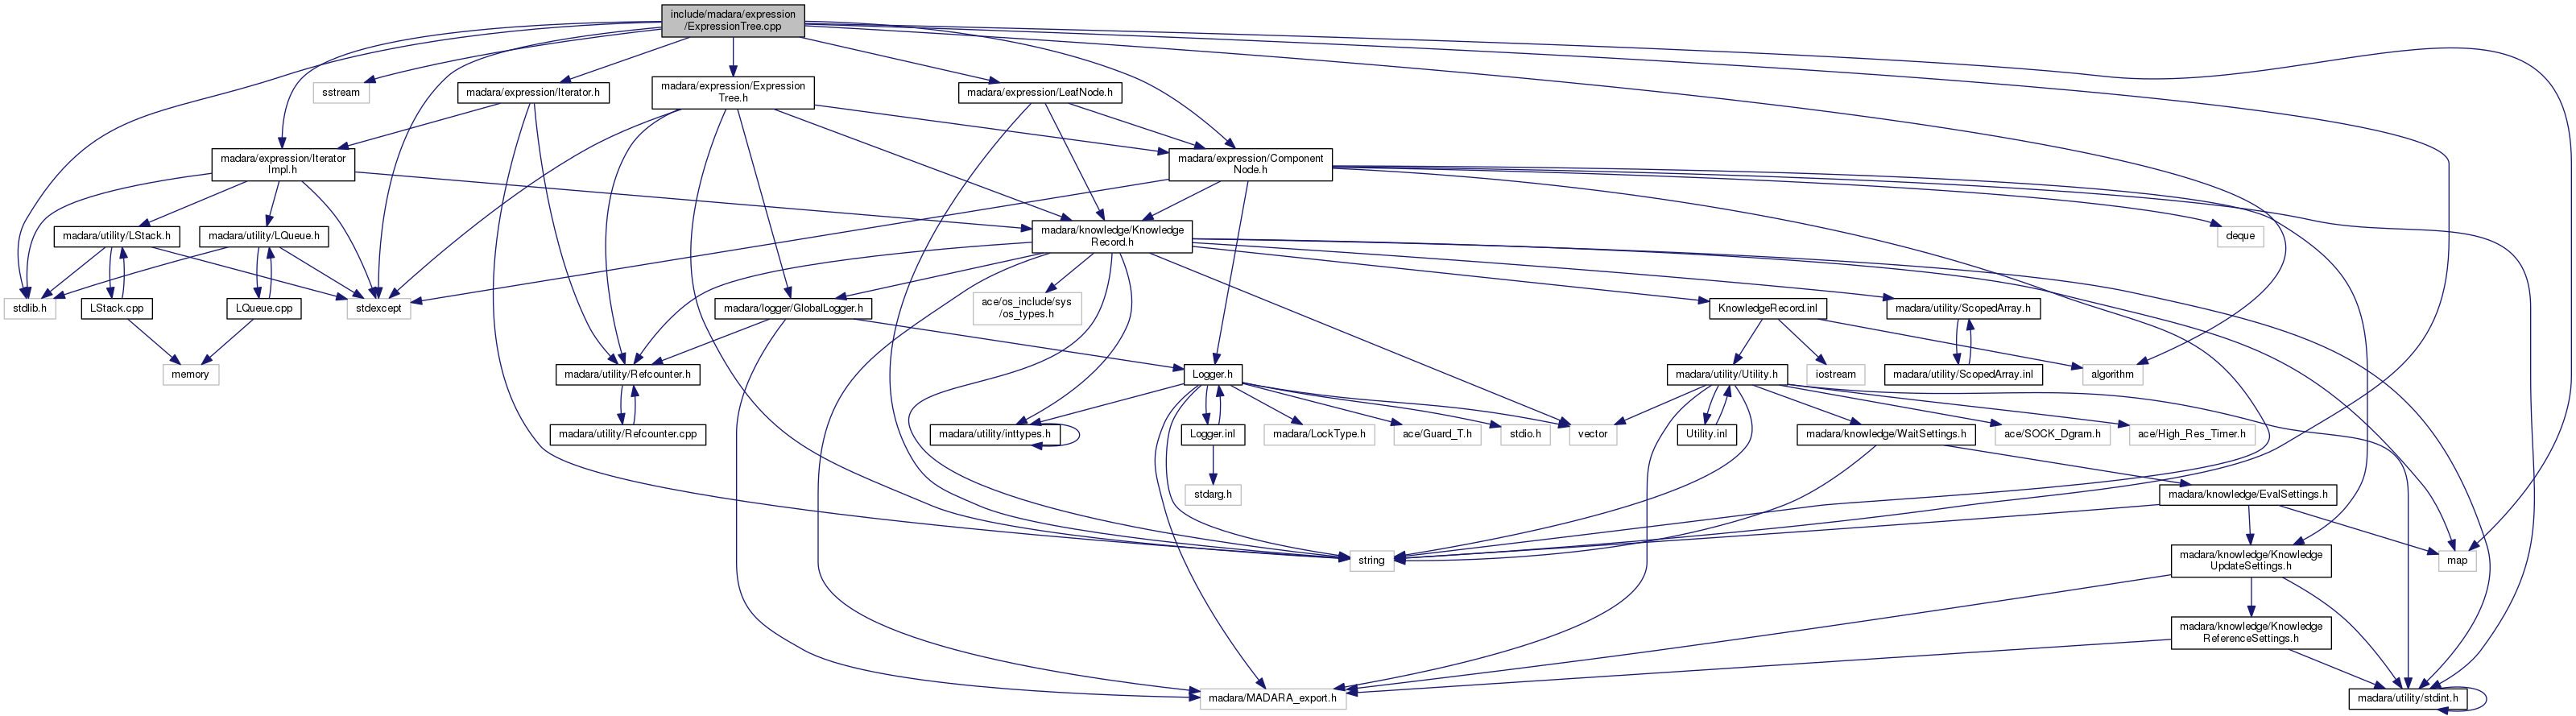 include/madara/expression
/ExpressionTree.cpp
sstream
madara/expression/Iterator.h
madara/expression/Expression
Tree.h
madara/expression/LeafNode.h
madara/expression/Iterator
Impl.h
madara/expression/Component
Node.h
madara/utility/LStack.h
madara/utility/LQueue.h
madara/knowledge/Knowledge
Record.h
deque
stdlib.h
LStack.cpp
LQueue.cpp
stdexcept
madara/logger/GlobalLogger.h
ace/os_include/sys
/os_types.h
KnowledgeRecord.inl
madara/utility/ScopedArray.h
memory
madara/utility/Refcounter.h
Logger.h
madara/utility/Utility.h
iostream
madara/utility/ScopedArray.inl
algorithm
madara/utility/Refcounter.cpp
madara/utility/inttypes.h
Logger.inl
madara/LockType.h
ace/Guard_T.h
stdio.h
vector
Utility.inl
madara/knowledge/WaitSettings.h
ace/SOCK_Dgram.h
ace/High_Res_Timer.h
stdarg.h
madara/knowledge/EvalSettings.h
string
madara/knowledge/Knowledge
UpdateSettings.h
map
madara/knowledge/Knowledge
ReferenceSettings.h
madara/MADARA_export.h
madara/utility/stdint.h